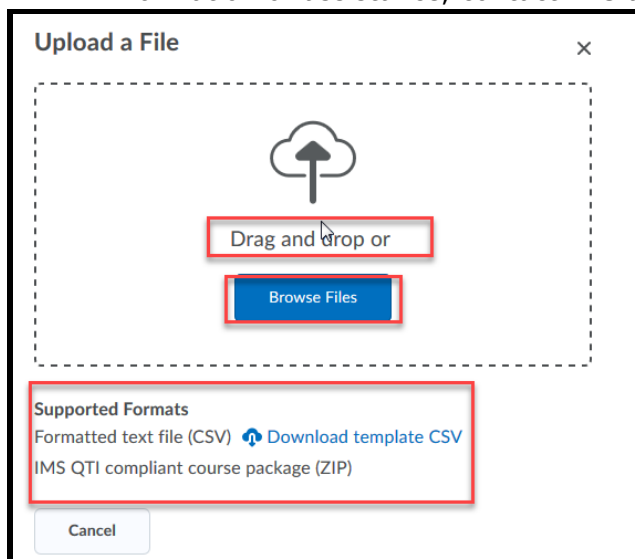 Upload a File
Drag and drop or
Browse Files
Supported Formats
Formatted text file (CSV) Download template CSV
IMS QTI compliant course package (ZIP)
Cancel